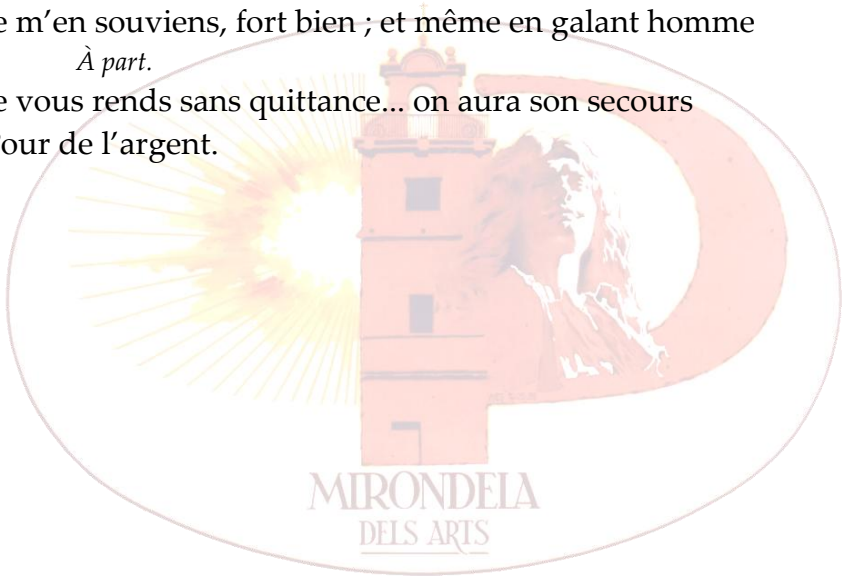 e m'en souviens, fort bien ; et même en galant homme
À part.
e vous rends sans quittance... on aura son secours
our de l'argent.
MIRONDELA
DELS ARTS